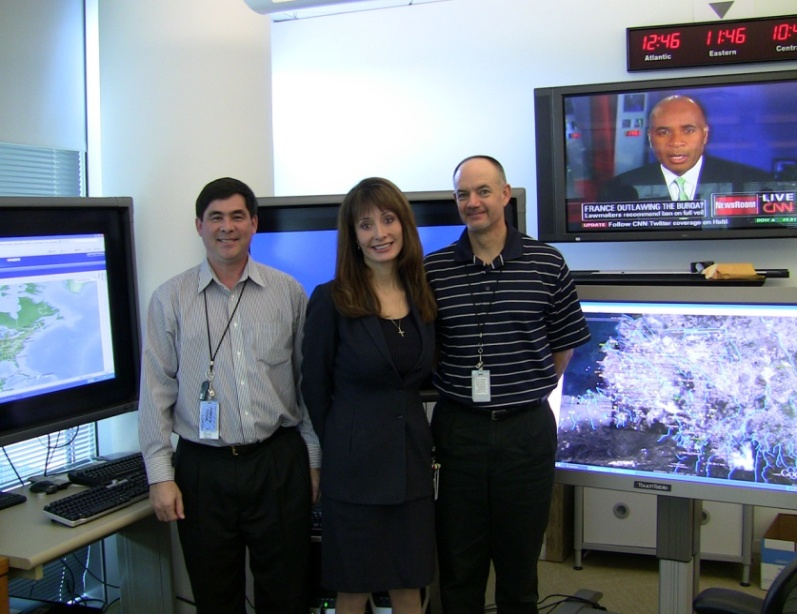 12:46 11:46 10:4
Atlantic Eastern Centr
FRANCE OUTLAWING THE BURQA?
Lawmakers recommend ban on full veil
UPDATE Follow CNN Twitter coverage on Haiti
NEWSROOM
LIVE
CNN
TouchTable